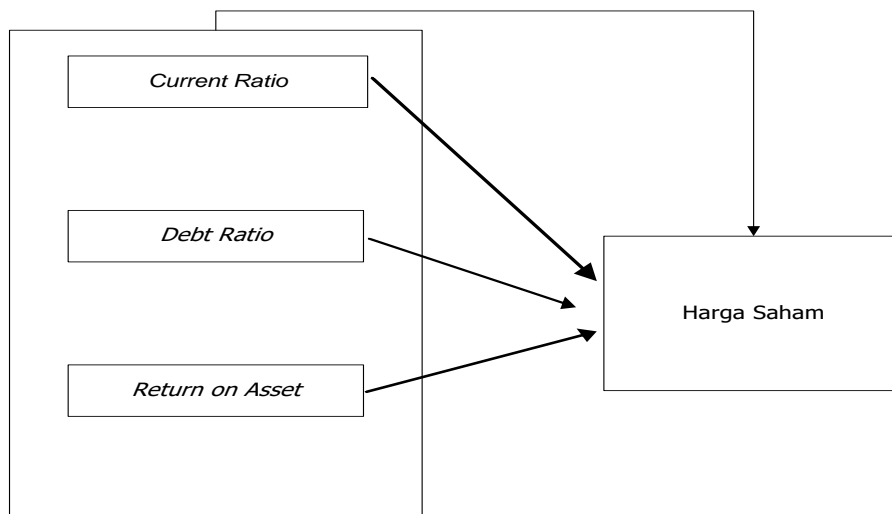 Current Ratio
Debt Ratio
Harga Saham
Return on Asset